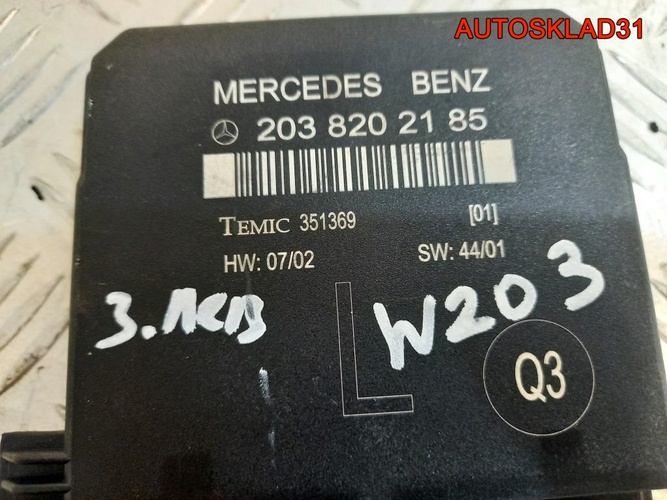 AUTOSKLAD31
MERCEDES BENZ
203 820 21 85
TEMIC 351369 [01]
HW: 07/02 SW: 44/01
3. лев W203
L
Q3